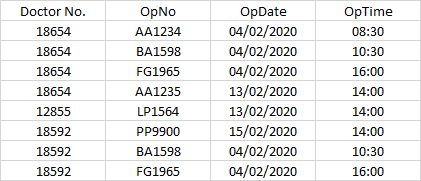 Doctor No. OpNo OpDate OpTime
18654 AA1234 04/02/2020 08:30
18654 BA1598 04/02/2020 10:30
18654 FG1965 04/02/2020 16:00
18654 AA1235 13/02/2020 14:00
12855 LP1564 13/02/2020 14:00
18592 PP9900 15/02/2020 14:00
18592 BA1598 04/02/2020 10:30
18592 FG1965 04/02/2020 16:00